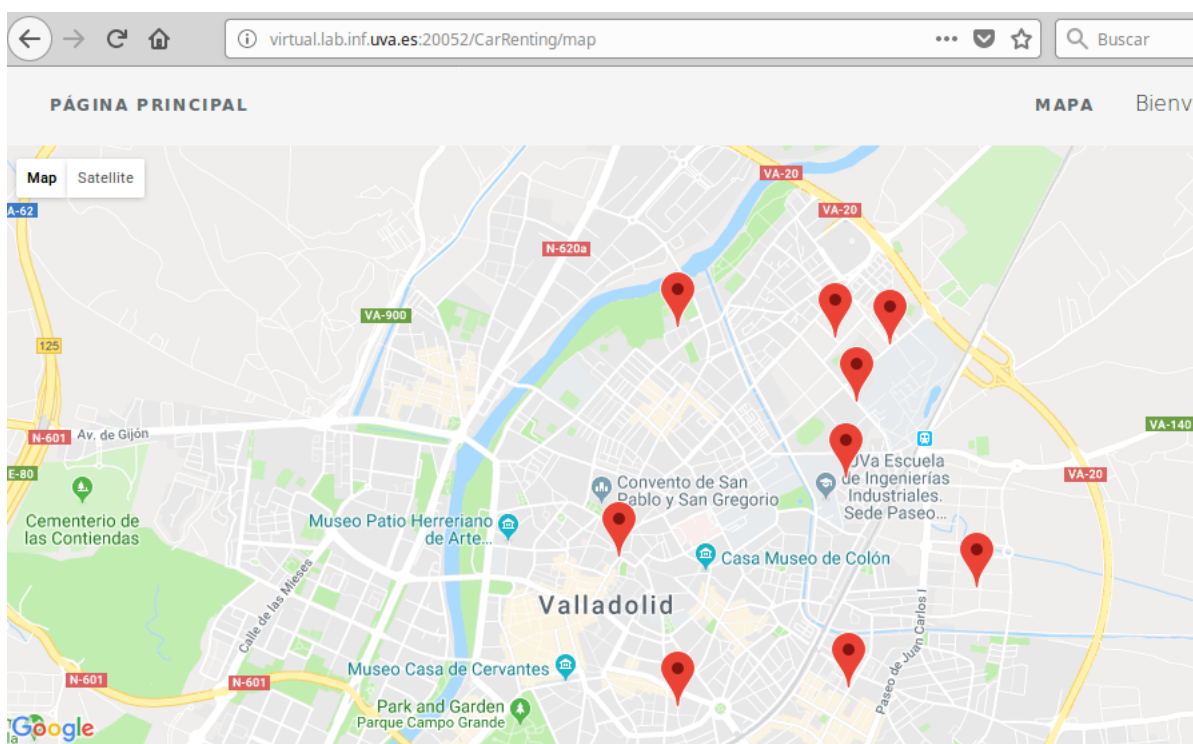 virtual.lab.inf.uva.es:20052/CarRenting/map
Buscar
PÁGINA PRINCIPAL
MAPA
Bienv
Map
Satellite
VA-20
A-62
VA-20
N-620a
VA-900
125
VA-140
N-601
Av. de Gijón
E-80
VA-20
UVa Escuela
de Ingenierías
Industriales.
Sede Paseo...
Convento de San
Pablo y San Gregorio
Cementerio de
las Contiendas
Museo Patio Herreriano
de Arte...
Casa Museo de Colón
Calle de las Mieses
Valladolid
Paseo de Juan Carlos I
Museo Casa de Cervantes
N-601
N-601
Park and Garden
Parque Campo Grande
Google
la